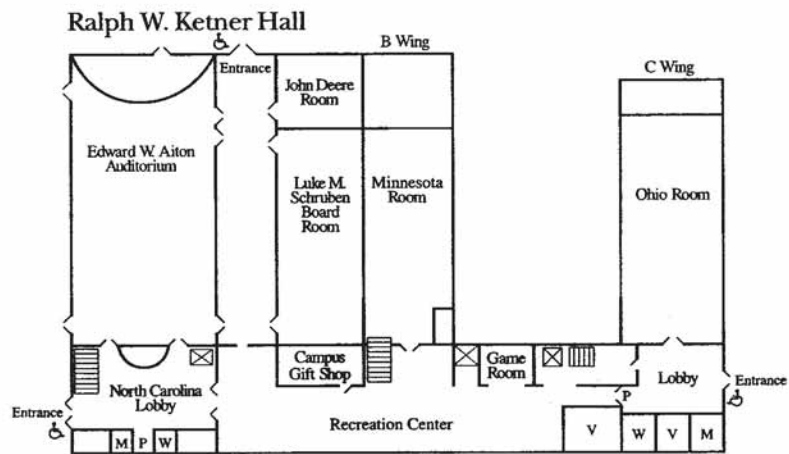 Ralph W. Ketner Hall
B Wing
C Wing
Entrance
John Deere
Room
Edward W. Aiton
Auditorium
Luke M.
Schruben
Board
Room
Minnesota
Room
Ohio Room
Campus
Gift Shop
Game
Room
North Carolina
Lobby
Lobby
Entrance
Entrance
P
Recreation Center
M P W
V W V M